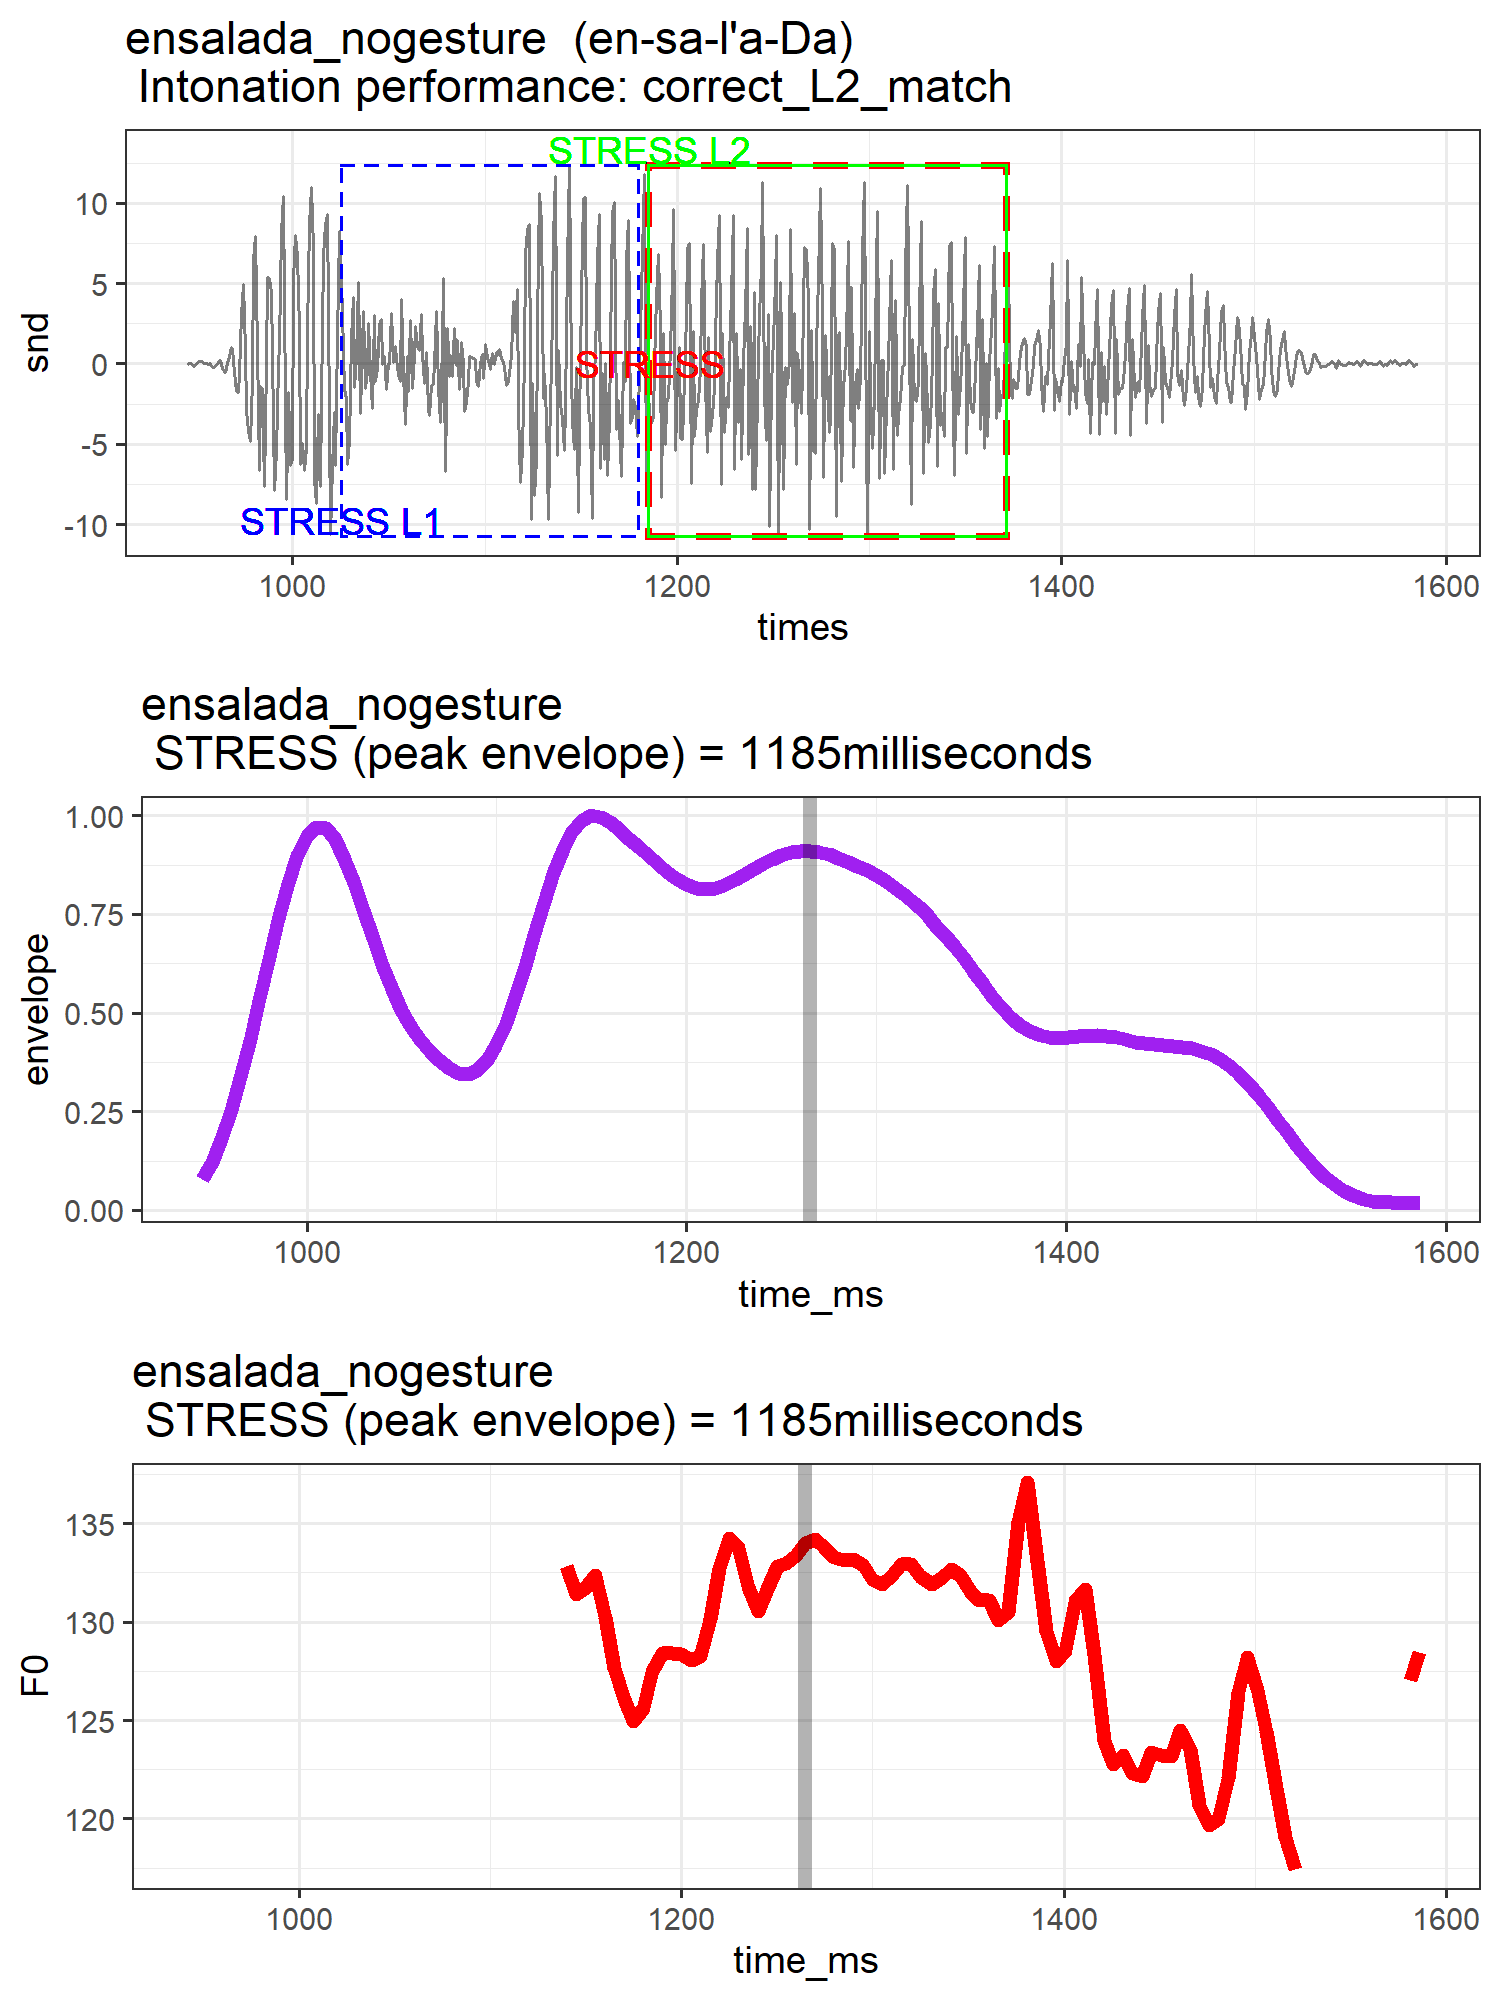 ensalada_nogesture  (en-sa-l'a-Da)
Intonation performance: correct_L2_match
STRESS L2
STRESS
STRESS L1
snd
10
5
0
-5
-10
1000 1200 1400 1600
times
ensalada_nogesture
STRESS (peak envelope) = 1185milliseconds
envelope
1.00
0.75
0.50
0.25
0.00
1000 1200 1400 1600
time_ms
ensalada_nogesture
STRESS (peak envelope) = 1185milliseconds
F0
135
130
125
120
1000 1200 1400 1600
time_ms